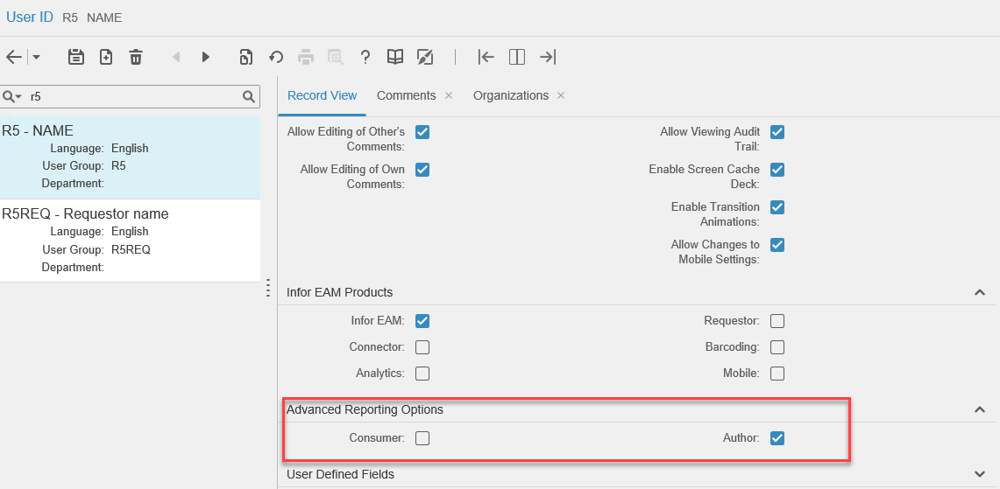 User ID R5 NAME
r5
R5 - NAME
Language: English
User Group: R5
Department:
R5REQ - Requestor name
Language: English
User Group: R5REQ
Department:
Record View Comments × Organizations ×
Allow Editing of Other's
Comments:
Allow Viewing Audit
Trail:
Allow Editing of Own
Comments:
Enable Screen Cache
Deck:
Enable Transition
Animations:
Allow Changes to
Mobile Settings:
Infor EAM Products
Infor EAM: Requestor:
Connector: Barcoding:
Analytics: Mobile:
Advanced Reporting Options
Consumer: Author:
User Defined Fields